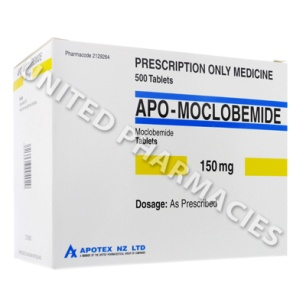 Pharmacode 2129264
PRESCRIPTION ONLY MEDICINE
500 Tablets
APO-MOCLOBEMIDE
Moclobemide
Tablets
150 mg
Dosage: As Prescribed
APOTEX NZ LTD
UNITED PHARMACIES